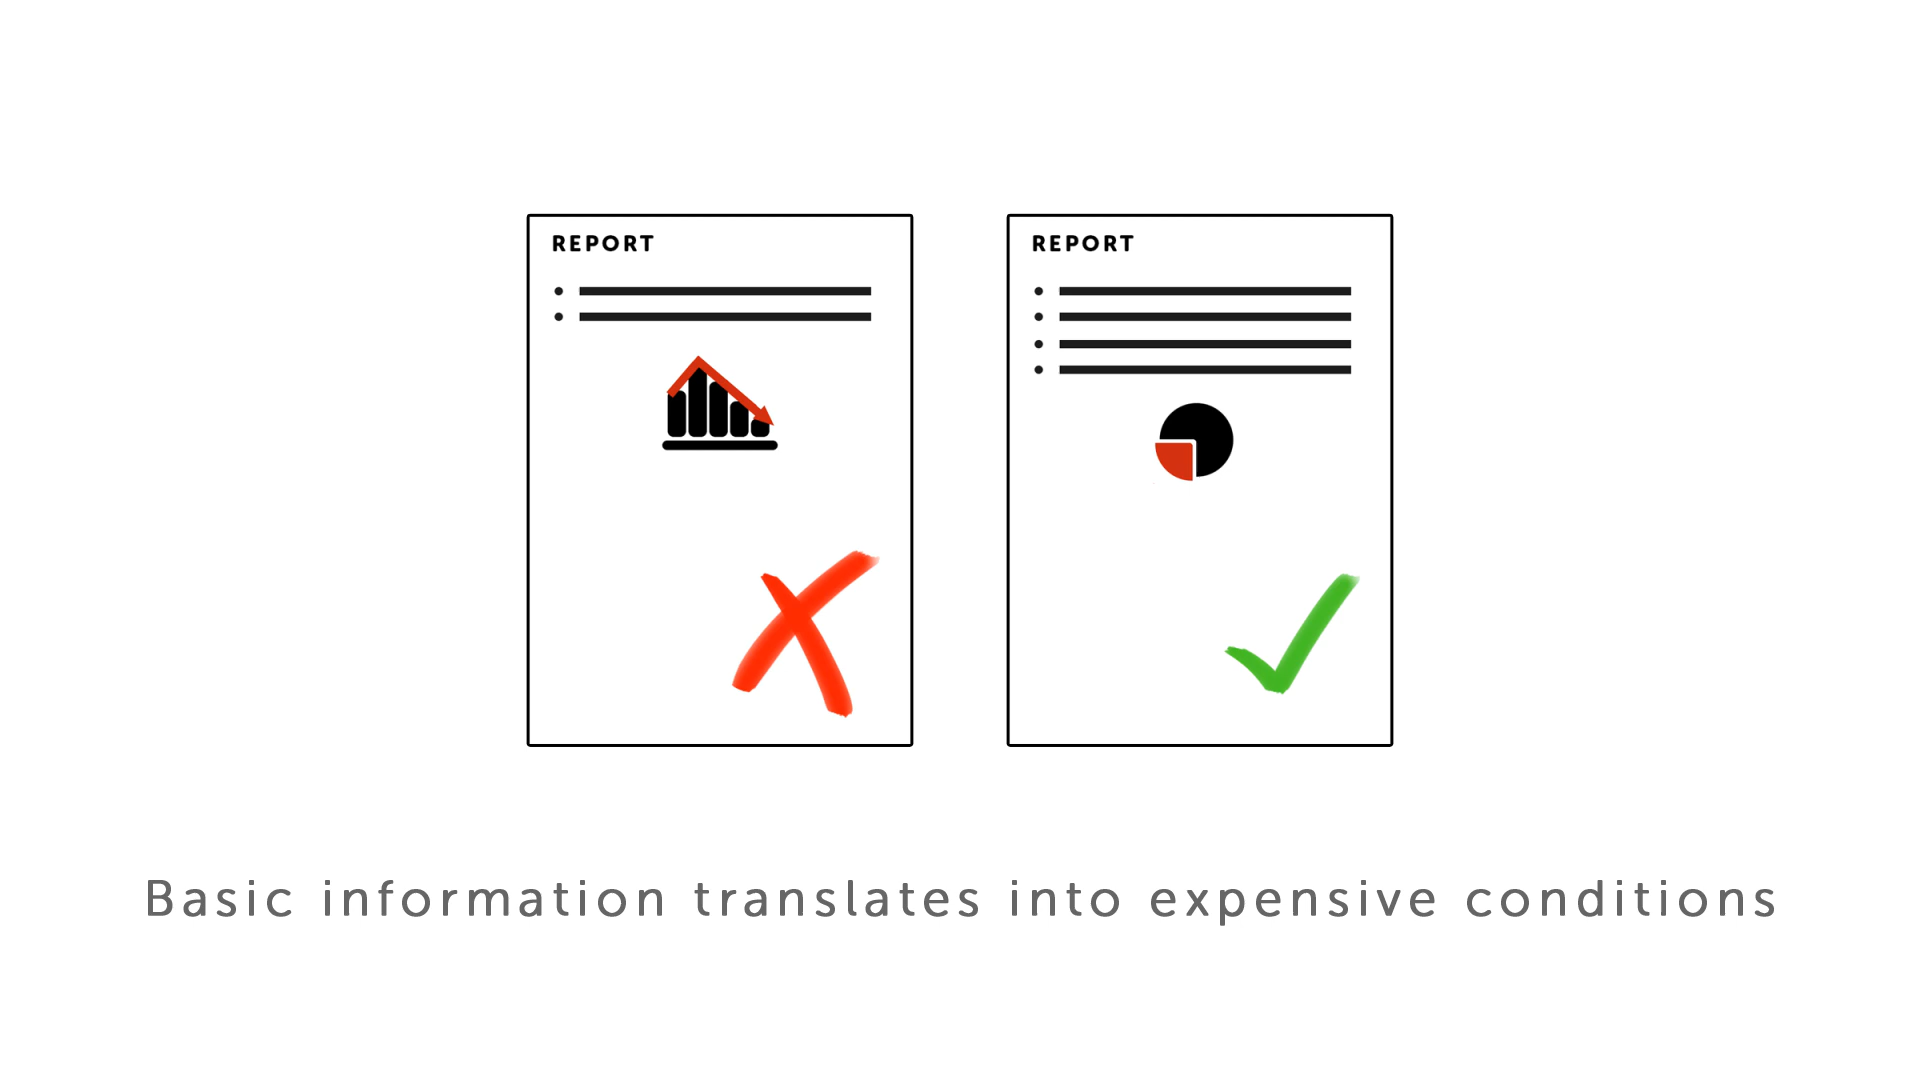 REPORT
REPORT
Basic information translates into expensive conditions